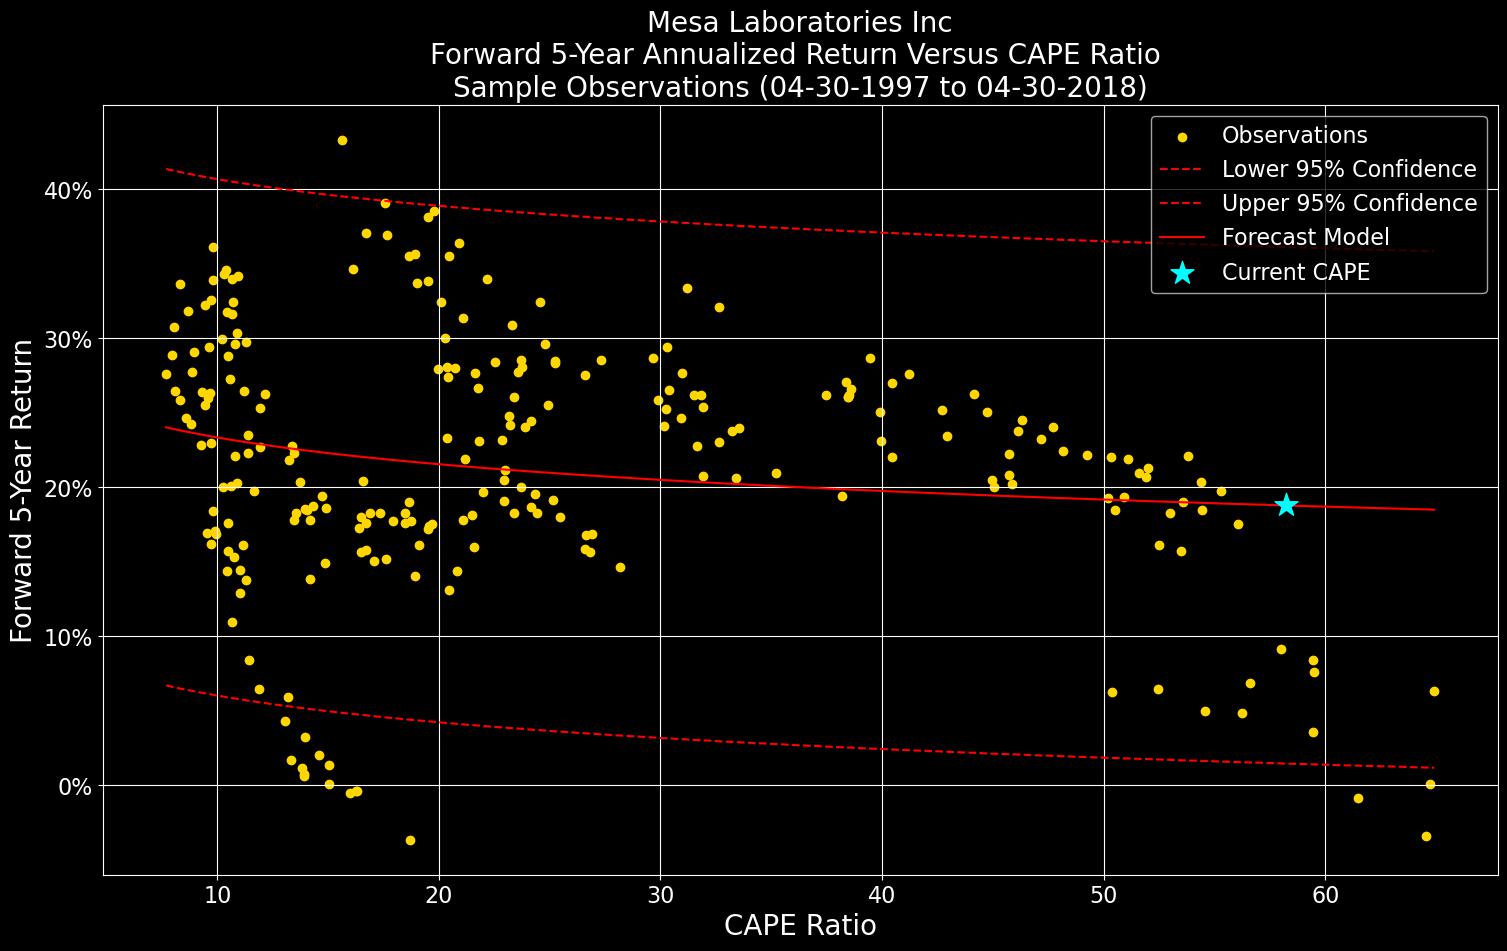 Mesa Laboratories Inc
Forward 5-Year Annualized Return Versus CAPE Ratio
Sample Observations (04-30-1997 to 04-30-2018)
Observations
Lower 95% Confidence
Upper 95% Confidence
Forecast Model
Current CAPE
Forward 5-Year Return
40%
30%
20%
10%
0%
10 20 30 40 50 60
CAPE Ratio